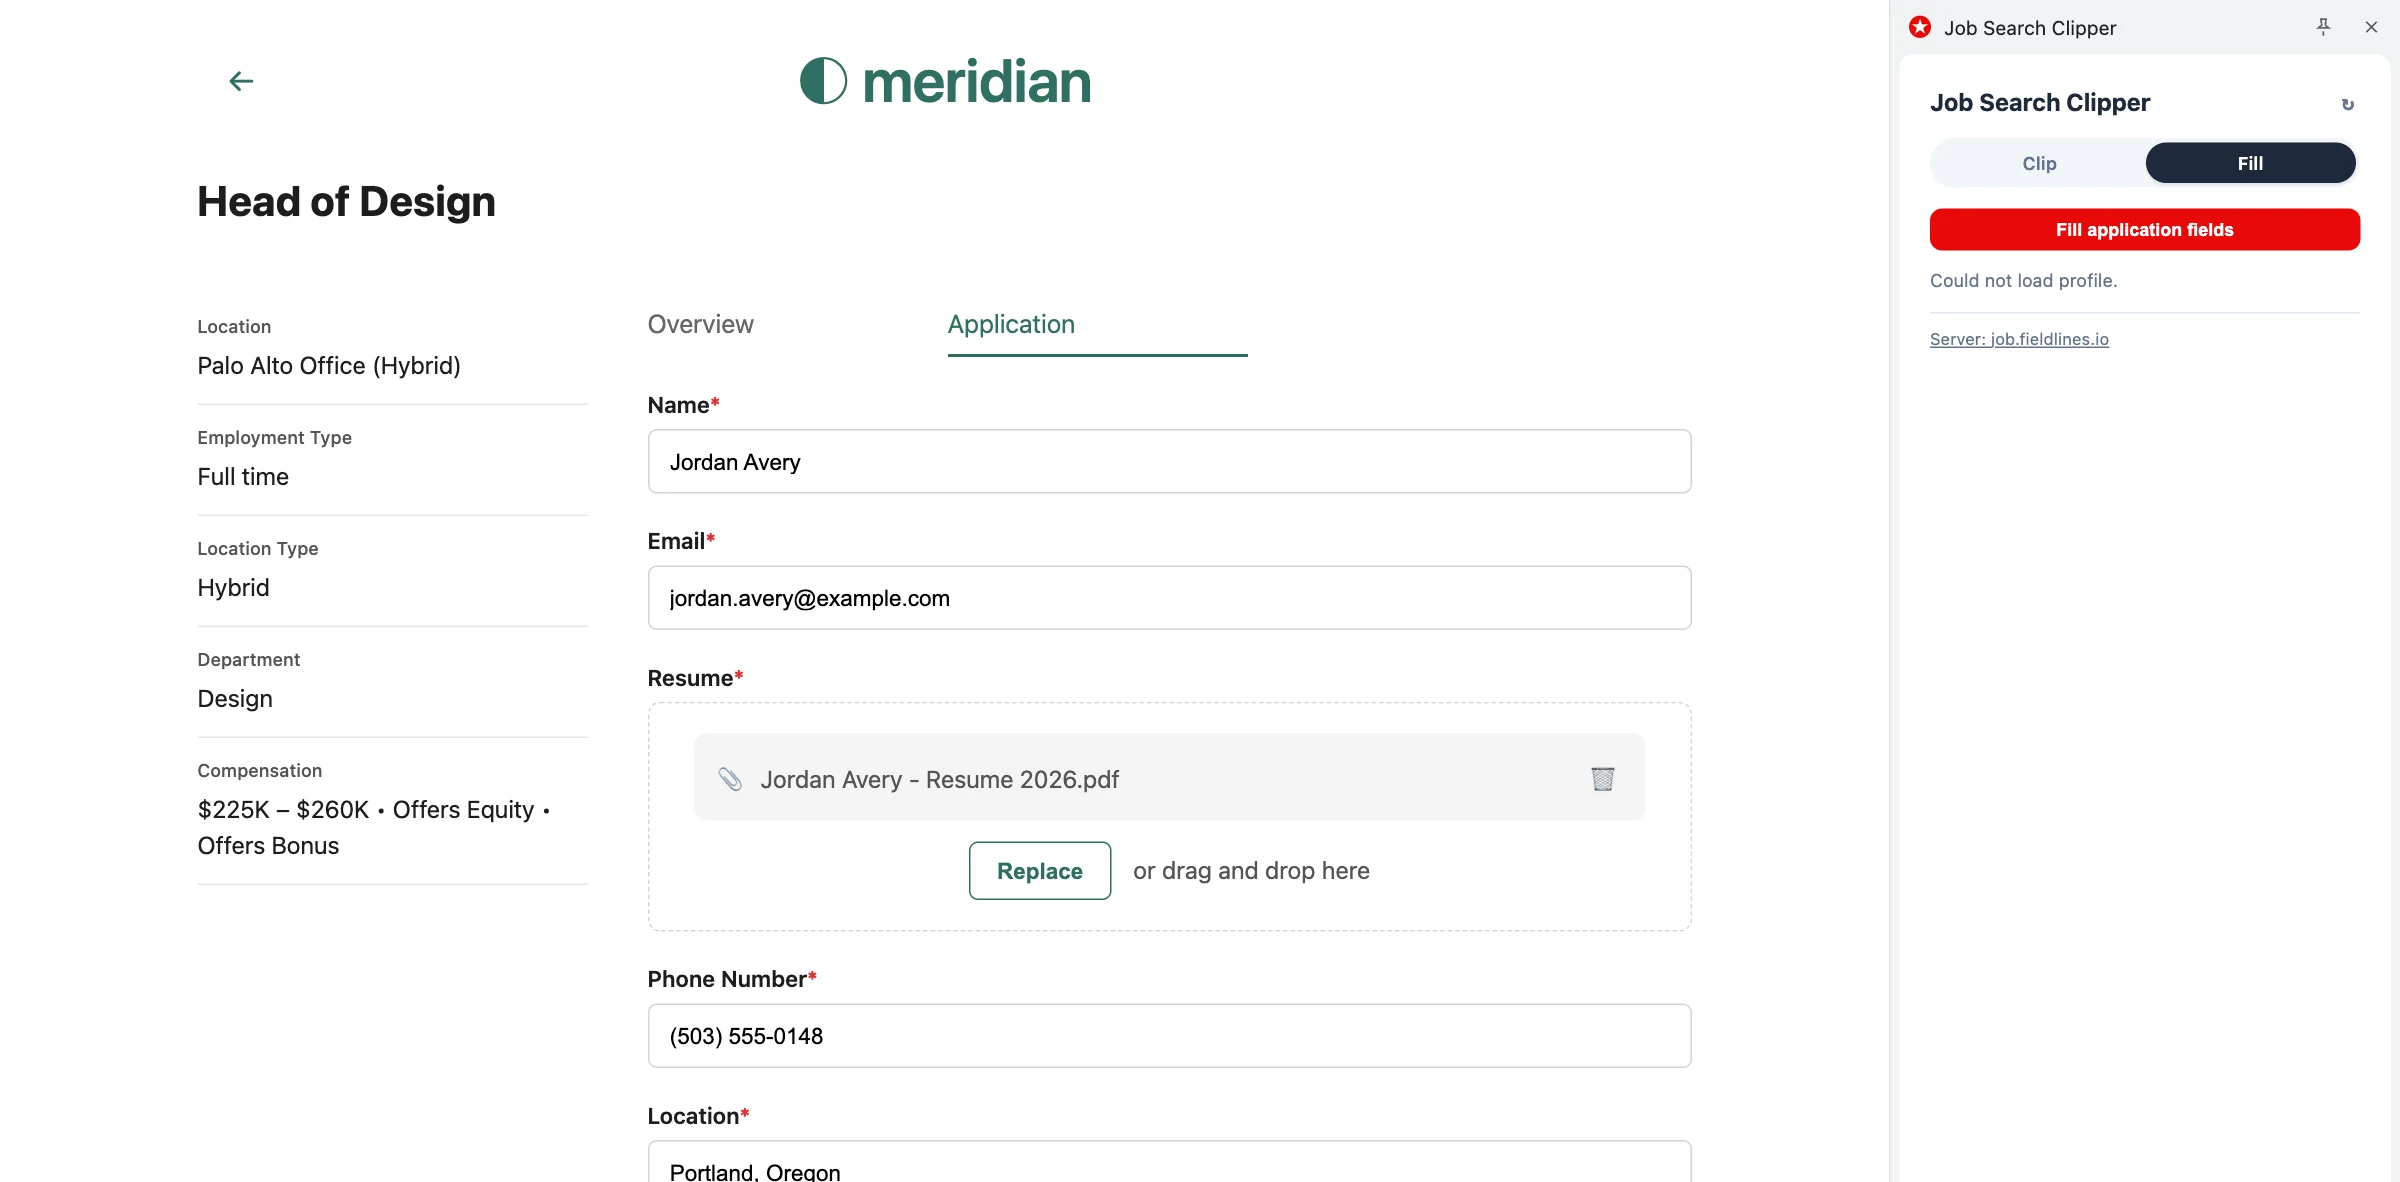 meridian
Head of Design
Location
Palo Alto Office (Hybrid)
Employment Type
Full time
Location Type
Hybrid
Department
Design
Compensation
$225K – $260K • Offers Equity •
Offers Bonus
Overview
Application
Name*
Jordan Avery
Email*
jordan.avery@example.com
Resume*
Jordan Avery - Resume 2026.pdf
Replace
or drag and drop here
Phone Number*
(503) 555-0148
Location*
Portland, Oregon
Job Search Clipper
Job Search Clipper
Clip
Fill
Fill application fields
Could not load profile.
Server: job.fieldlines.io